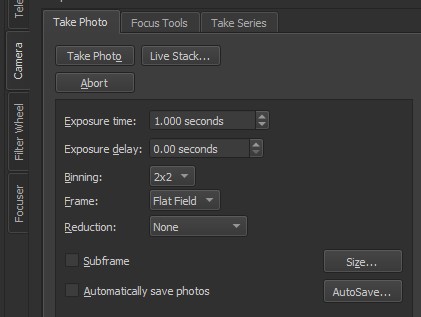 Tele
Camera
Filter Wheel
Focuser
Take Photo
Focus Tools
Take Series
Take Photo
Live Stack...
Abort
Exposure time: 1.000 seconds
Exposure delay: 0.00 seconds
Binning: 2x2
Frame: Flat Field
Reduction: None
Subframe
Size...
Automatically save photos
AutoSave...